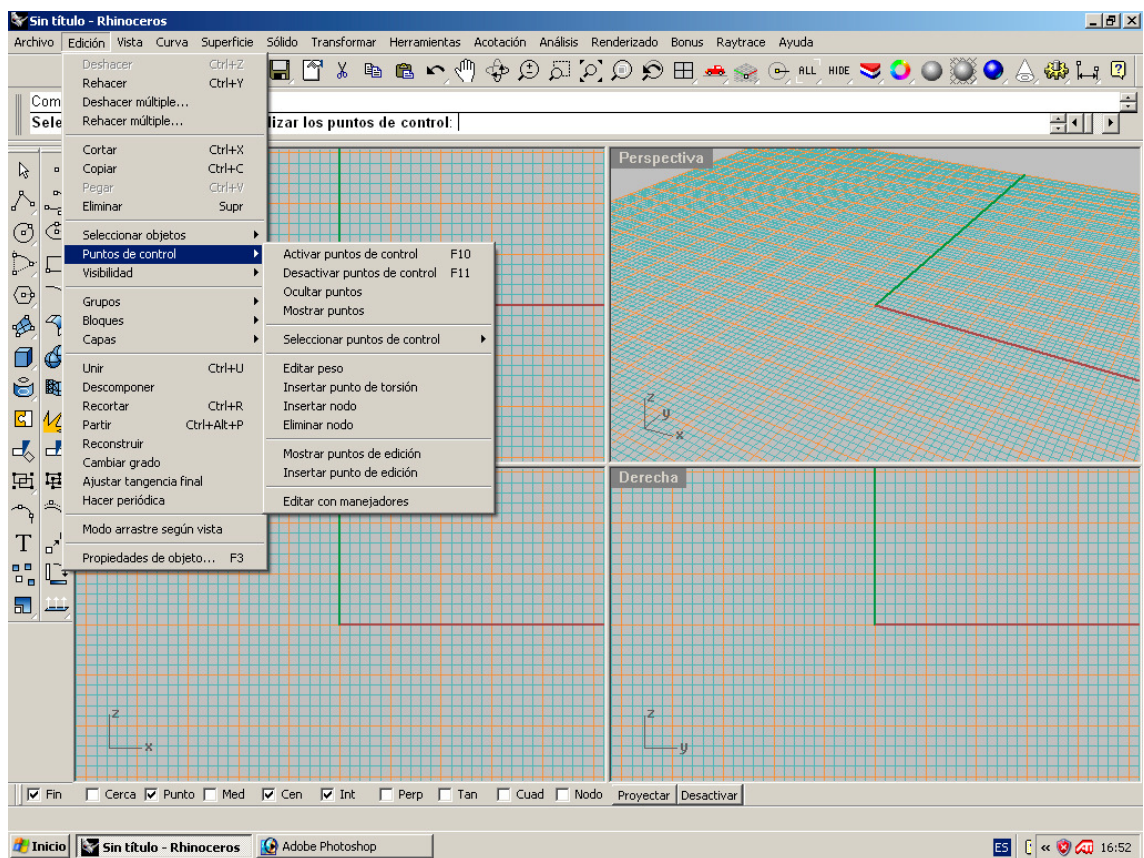 Sin título - Rhinoceros
Archivo Edición Vista Curva Superficie Sólido Transformar Herramientas Acotación Análisis Renderizado Bonus Raytrace Ayuda
ALL HIDE
Com
Sele lizar los puntos de control:
Deshacer Ctrl+Z
Rehacer Ctrl+Y
Deshacer múltiple...
Rehacer múltiple...
Cortar Ctrl+X
Copiar Ctrl+C
Pegar Ctrl+V
Eliminar Supr
Seleccionar objetos
Puntos de control
Visibilidad
Grupos
Bloques
Capas
Unir Ctrl+U
Descomponer
Recortar Ctrl+R
Partir Ctrl+Alt+P
Reconstruir
Cambiar grado
Ajustar tangencia final
Hacer periódica
Modo arrastre según vista
Propiedades de objeto... F3
Activar puntos de control F10
Desactivar puntos de control F11
Ocultar puntos
Mostrar puntos
Seleccionar puntos de control
Editar peso
Insertar punto de torsión
Insertar nodo
Eliminar nodo
Mostrar puntos de edición
Insertar punto de edición
Editar con manejadores
Perspectiva
z
y
x
Derecha
T
z
x
z
y
Fin Cerca Punto Med Cen Int Perp Tan Cuad Nodo Proyectar Desactivar
Inicio Sin título - Rhinoceros Adobe Photoshop ES « 16:52